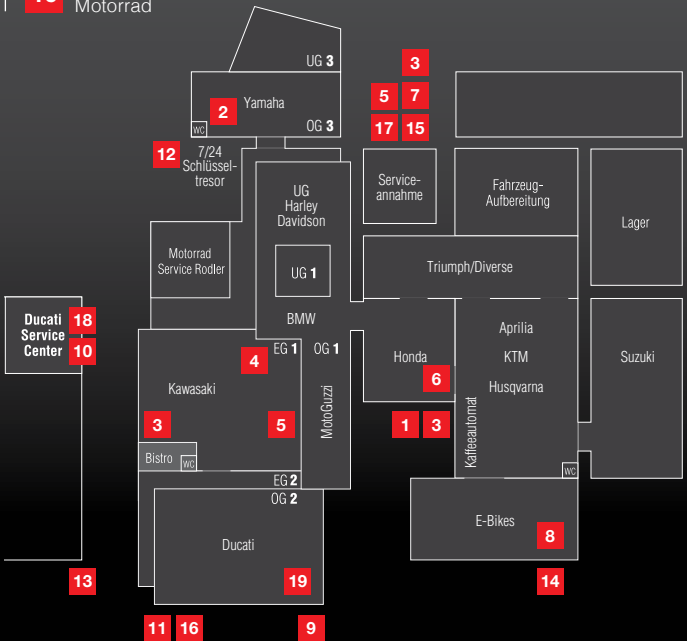 Motorrad
UG 3
Yamaha
2
WC
OG 3
3
5
7
17
15
12
7/24
Schlüssel-
tresor
UG
Harley
Davidson
Service-
annahme
Fahrzeug-
Aufbereitung
Lager
Motorrad
Service Rodler
UG 1
Triumph/Diverse
Ducati
Service
Center
18
10
BMW
EG 1
OG 1
4
Kawasaki
3
5
Bistro
WC
MotoGuzzi
Honda
6
1
3
Aprilia
KTM
Husqvarna
Kaffeeautomat
WC
Suzuki
EG 2
OG 2
Ducati
19
E-Bikes
8
13
14
11
16
9